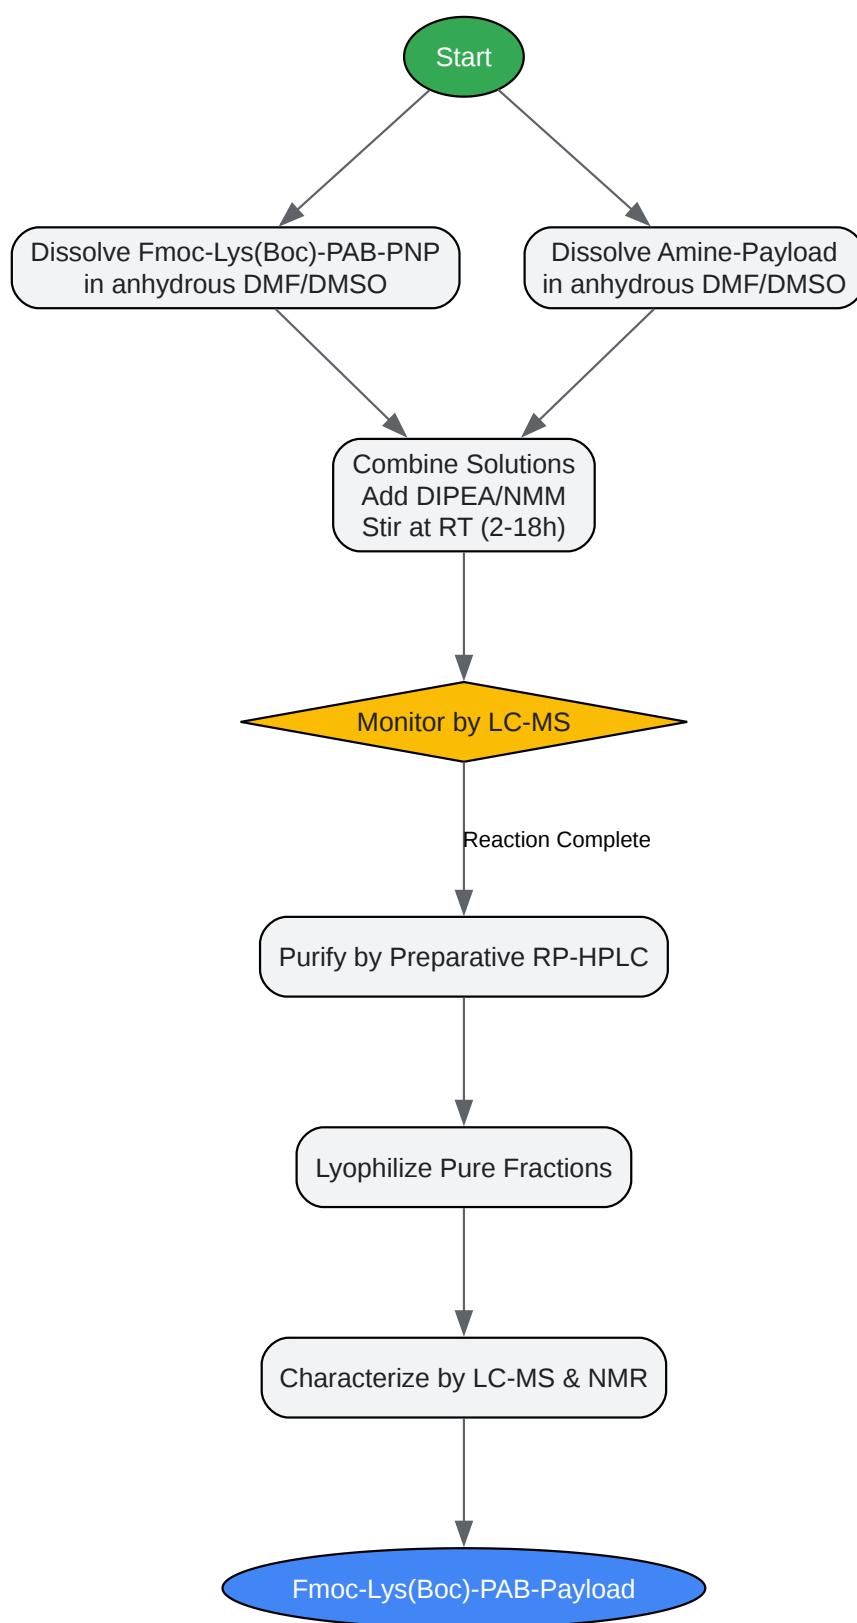 Start
Dissolve Fmoc-Lys(Boc)-PAB-PNP
in anhydrous DMF/DMSO
Dissolve Amine-Payload
in anhydrous DMF/DMSO
Combine Solutions
Add DIPEA/NMM
Stir at RT (2-18h)
Monitor by LC-MS
Reaction Complete
Purify by Preparative RP-HPLC
Lyophilize Pure Fractions
Characterize by LC-MS & NMR
Fmoc-Lys(Boc)-PAB-Payload